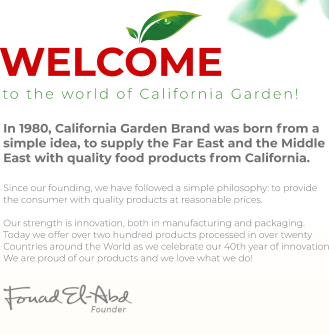 WELCOME
to the world of California Garden!
In 1980, California Garden Brand was born from a
simple idea, to supply the Far East and the Middle
East with quality food products from California.
Since our founding, we have followed a simple philosophy: to provide
the consumer with quality products at reasonable prices.
Our strength is innovation, both in manufacturing and packaging.
Today we offer over two hundred products processed in over twenty
Countries around the World as we celebrate our 40th year of innovation
We are proud of our products and we love what we do!
Fouad El-Abd
Founder